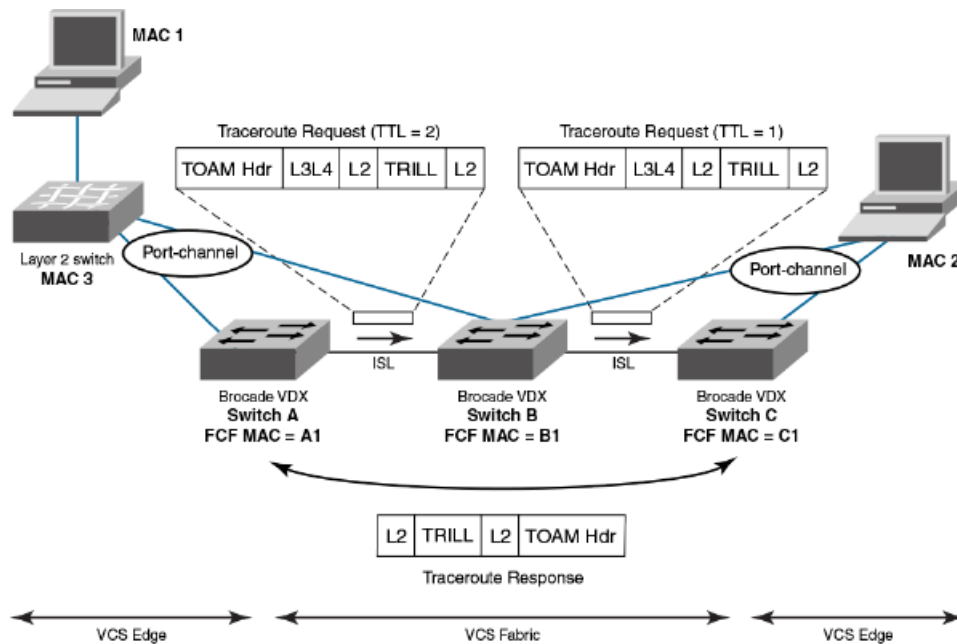 MAC 1
Traceroute Request (TTL = 2)
TOAM Hdr L3L4 L2 TRILL L2
Traceroute Request (TTL = 1)
TOAM Hdr L3L4 L2 TRILL L2
Layer 2 switch
MAC 3
Port-channel
Port-channel
MAC 2
ISL
ISL
Brocade VDX
Switch A
FCF MAC = A1
Brocade VDX
Switch B
FCF MAC = B1
Brocade VDX
Switch C
FCF MAC = C1
L2 TRILL L2 TOAM Hdr
Traceroute Response
VCS Edge
VCS Fabric
VCS Edge